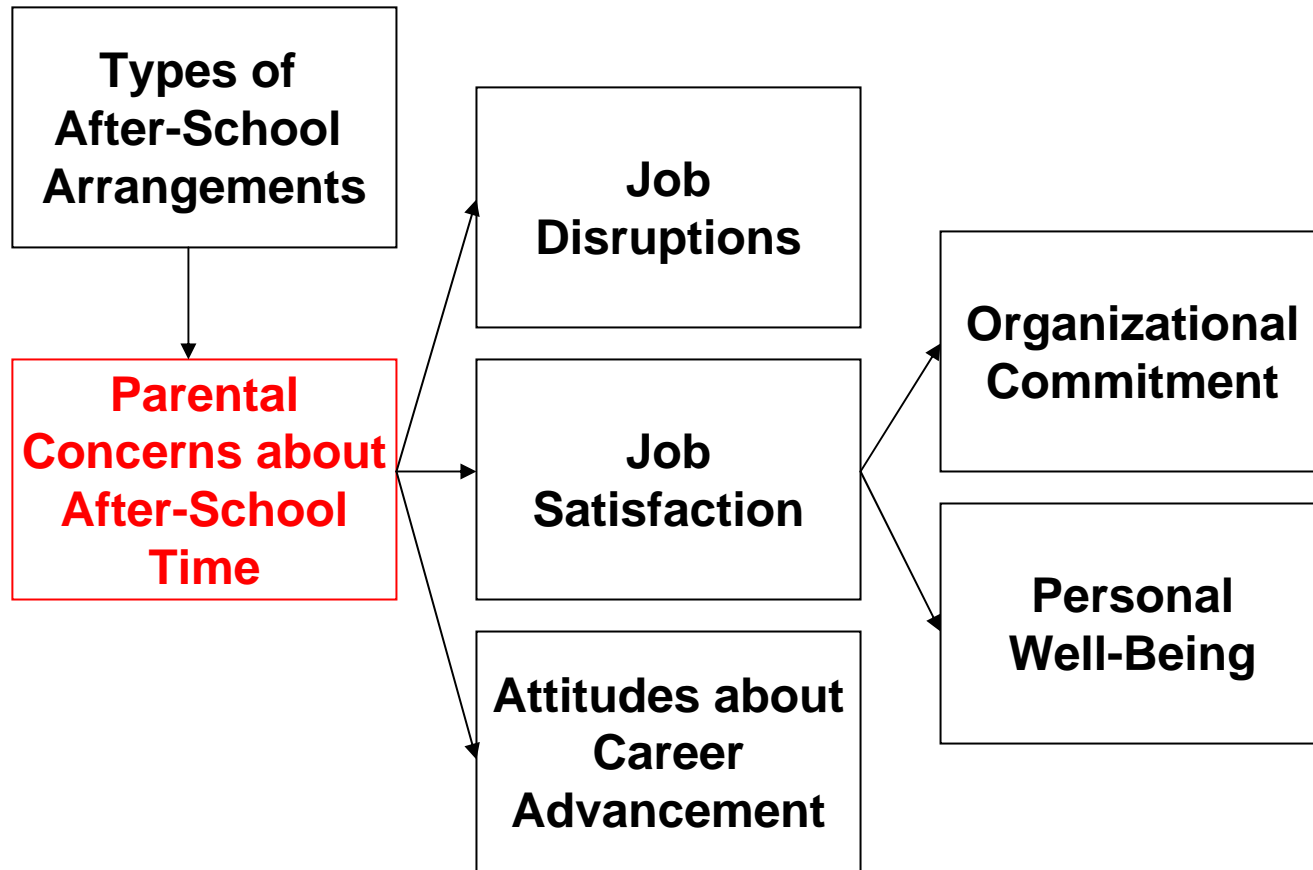 Types of
After-School
Arrangements
Parental
Concerns about
After-School
Time
Job
Disruptions
Job
Satisfaction
Attitudes about
Career
Advancement
Organizational
Commitment
Personal
Well-Being